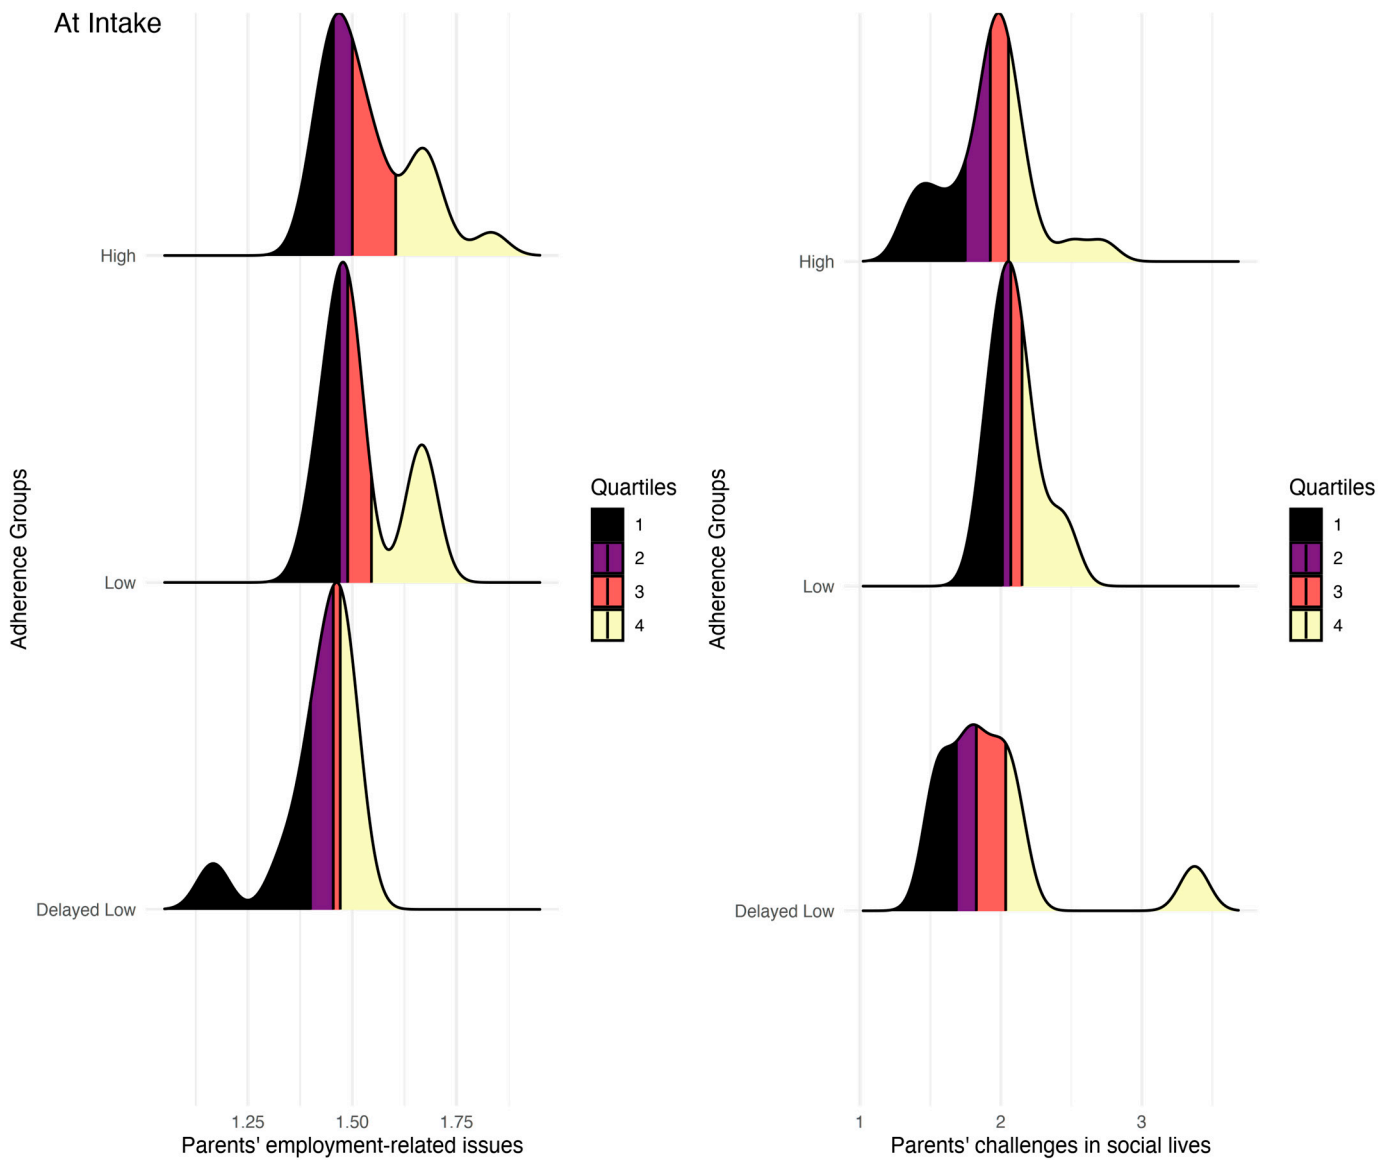 At Intake
Adherence Groups
High
Low
Delayed Low
1.25 1.50 1.75
Parents' employment-related issues
Quartiles
1
2
3
4
Adherence Groups
High
Low
Delayed Low
1 2 3
Parents' challenges in social lives
Quartiles
1
2
3
4